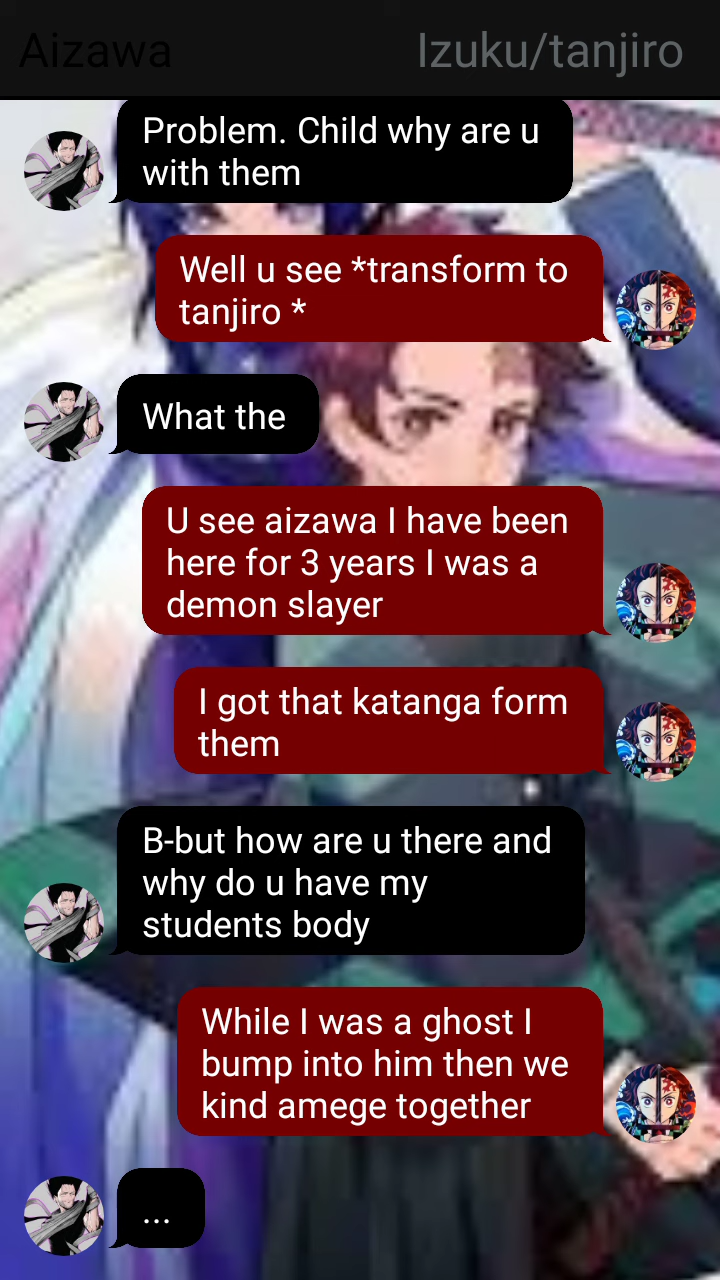 Aizawa
Izuku/tanjiro
Problem. Child why are u
with them
Well u see *transform to
tanjiro *
What the
U see aizawa I have been
here for 3 years I was a
demon slayer
I got that katanga form
them
B-but how are u there and
why do u have my
students body
While I was a ghost I
bump into him then we
kind amege together
...